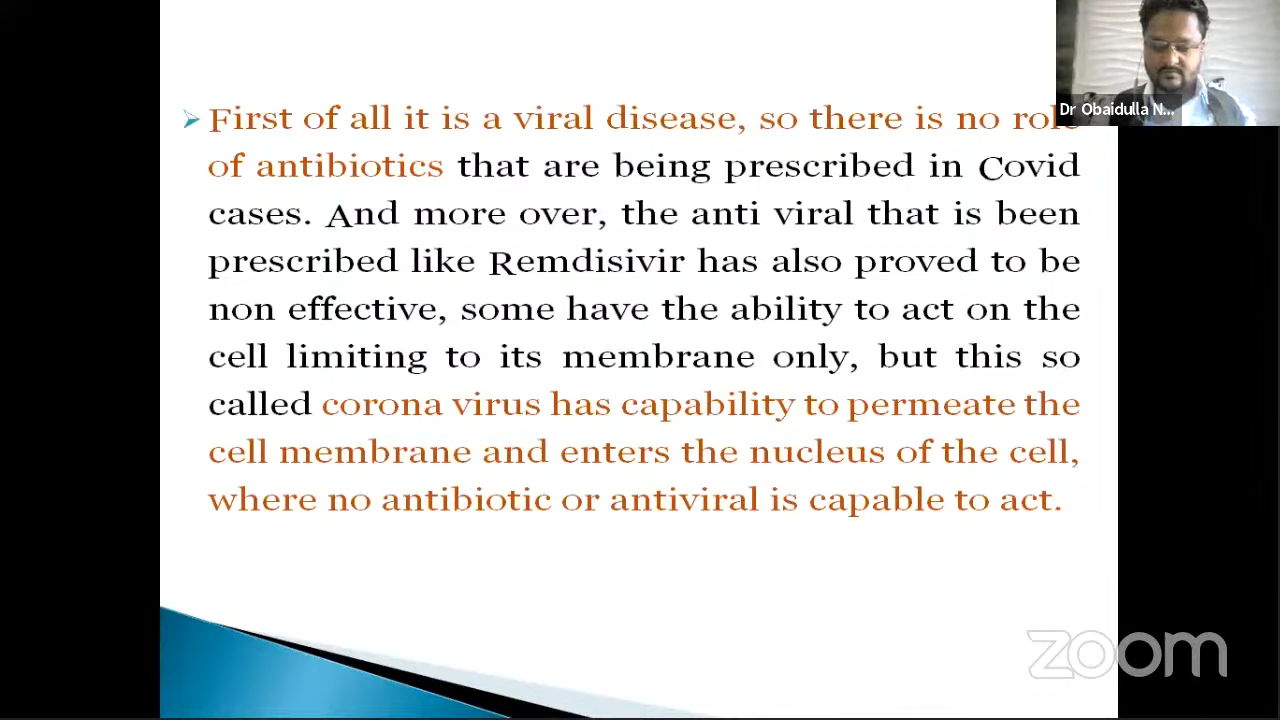 First of all it is a viral disease, so there is no role
of antibiotics that are being prescribed in Covid
cases. And more over, the anti viral that is been
prescribed like Remdisivir has also proved to be
non effective, some have the ability to act on the
cell limiting to its membrane only, but this so
called corona virus has capability to permeate the
cell membrane and enters the nucleus of the cell,
where no antibiotic or antiviral is capable to act.
Dr Obaidulla N...
zoom